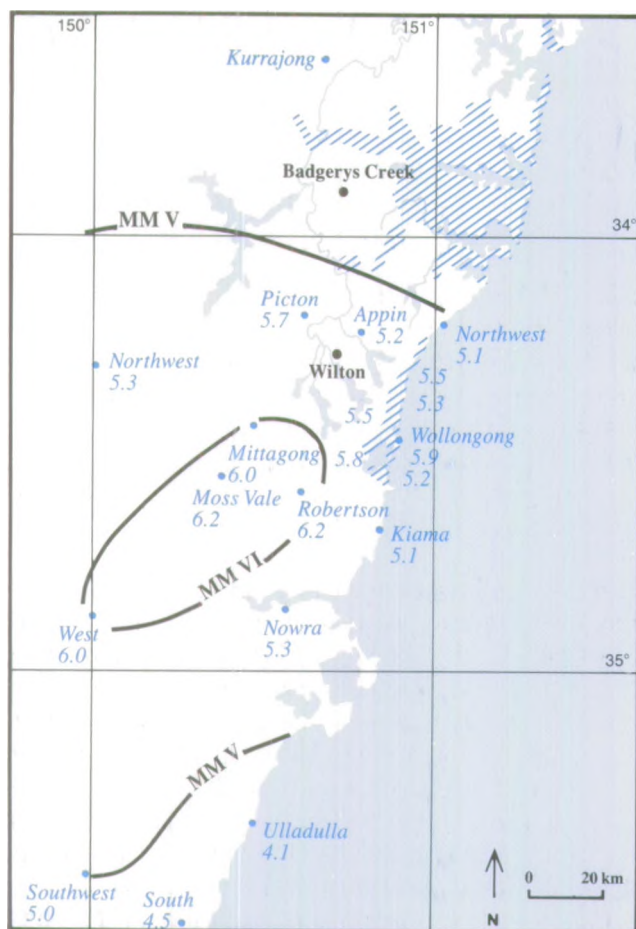 150°
151°
Kurrajong
Badgerys Creek
MM V
34°
Picton
5.7
Appin
5.2
Northwest
5.1
Northwest
5.3
Wilton
5.5
5.3
5.5
Wollongong
5.9
5.2
5.8
Mittagong
6.0
Moss Vale
6.2
Robertson
6.2
Kiama
5.1
MM VI
West
6.0
Nowra
5.3
35°
MM V
Ulladulla
4.1
Southwest
5.0
South
4.5
0 20 km
N